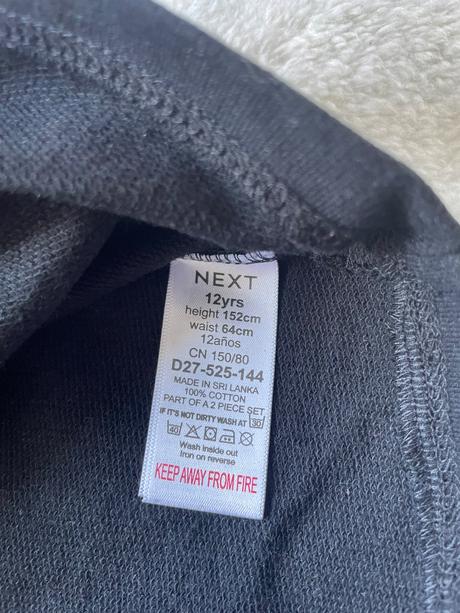 NEXT
12yrs
height 152cm
waist 64cm
12años
CN 150/80
D27-525-144
MADE IN SRI LANKA
100% COTTON
PART OF A 2 PIECE SET
IF IT'S NOT DIRTY WASH AT 30
40
Wash inside out
Iron on reverse
KEEP AWAY FROM FIRE